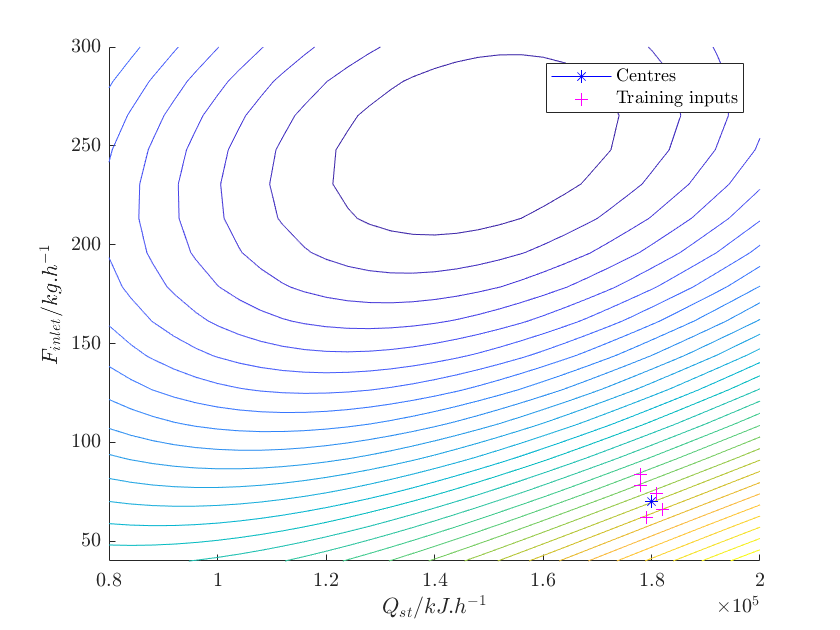 300
250
200
150
100
50
F_{inlet}/kg.h^{-1}
Centres
Training inputs
0.8 1 1.2 1.4 1.6 1.8 2
Q_{st}/kJ.h^{-1}
×10^5